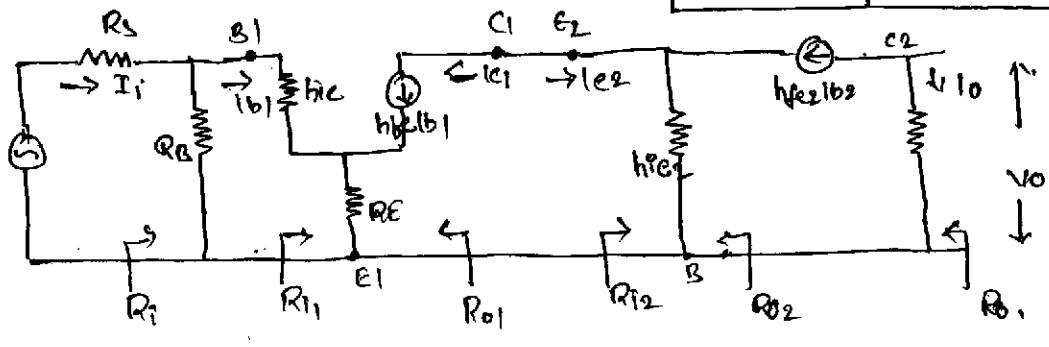 Rs
C1
E2
B1
C2
Ii
Ib1
hie
Ic1
Ie2
hfe2Ib2
Io
hfeIb1
RB
hie2
Vo
RE
E1
B
Ri
Ri1
Ro1
Ri2
Ro2
Ro.